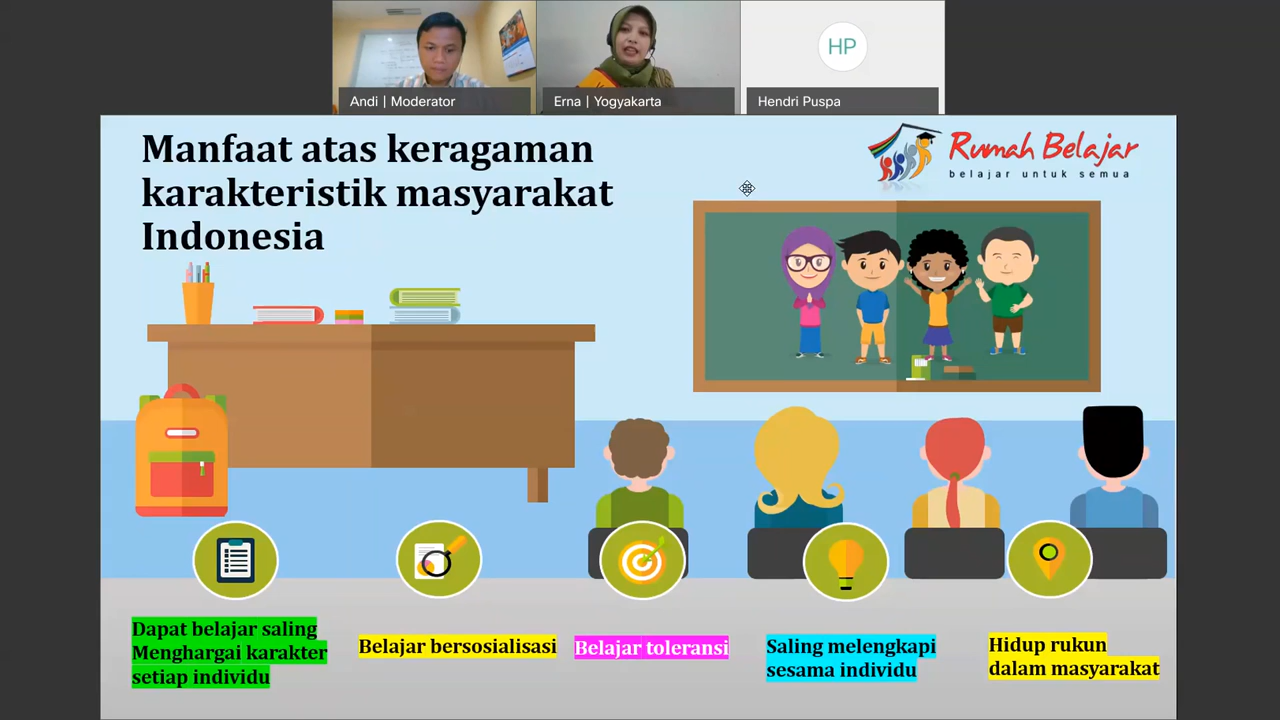 Andi | Moderator
Erna | Yogyakarta
HP
Hendri Puspa
Manfaat atas keragaman
karakteristik masyarakat
Indonesia
Rumah Belajar
belajar untuk semua
Dapat belajar saling
Menghargai karakter
setiap individu
Belajar bersosialisasi
Belajar toleransi
Saling melengkapi
sesama individu
Hidup rukun
dalam masyarakat